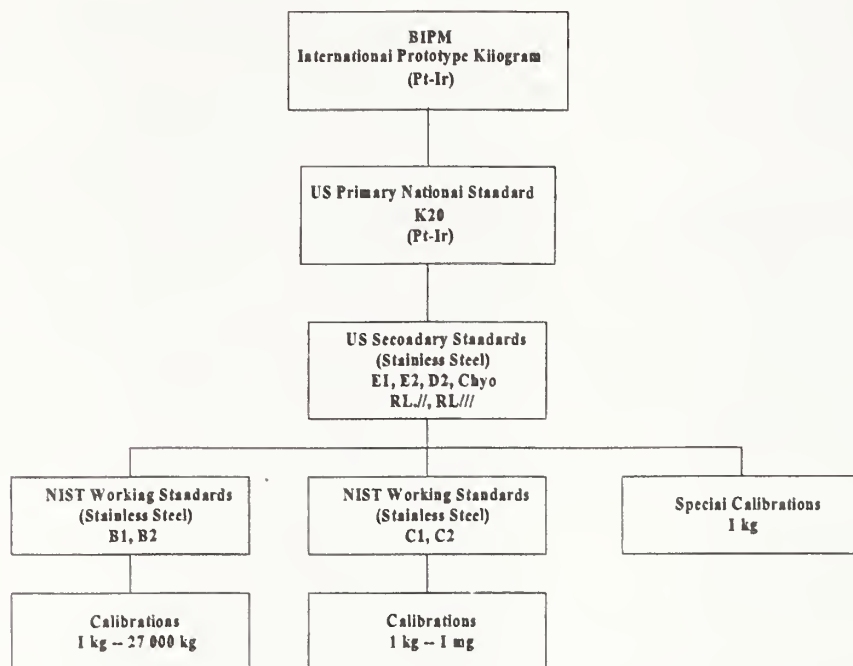 BIPM
International Prototype Kilogram
(Pt-Ir)
US Primary National Standard
K20
(Pt-Ir)
US Secondary Standards
(Stainless Steel)
E1, E2, D2, Chyo
RL.//, RL///
NIST Working Standards
(Stainless Steel)
B1, B2
NIST Working Standards
(Stainless Steel)
C1, C2
Special Calibrations
1 kg
Calibrations
1 kg -- 27 000 kg
Calibrations
1 kg -- 1 mg